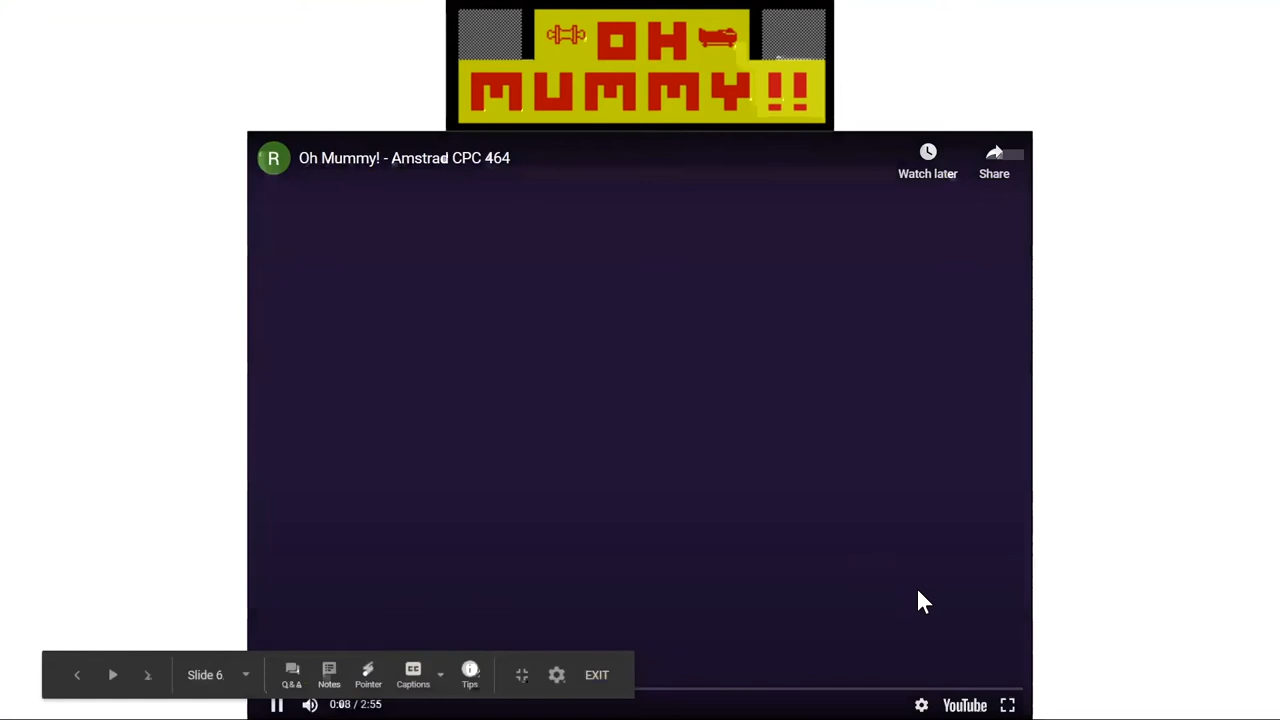 OH
MUMMY!!
R
Oh Mummy! - Amstrad CPC 464
Watch later
Share
Slide 6
Q&A
Notes
Pointer
Captions
Tips
EXIT
0:08 / 2:55
YouTube